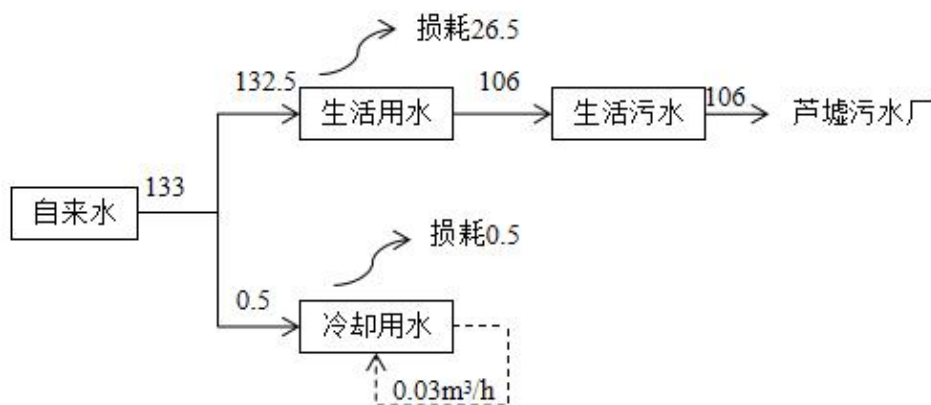 损耗26.5
132.5
生活用水
106
生活污水
106
芦墟污水厂
自来水
133
损耗0.5
0.5
冷却用水
0.03m³/h